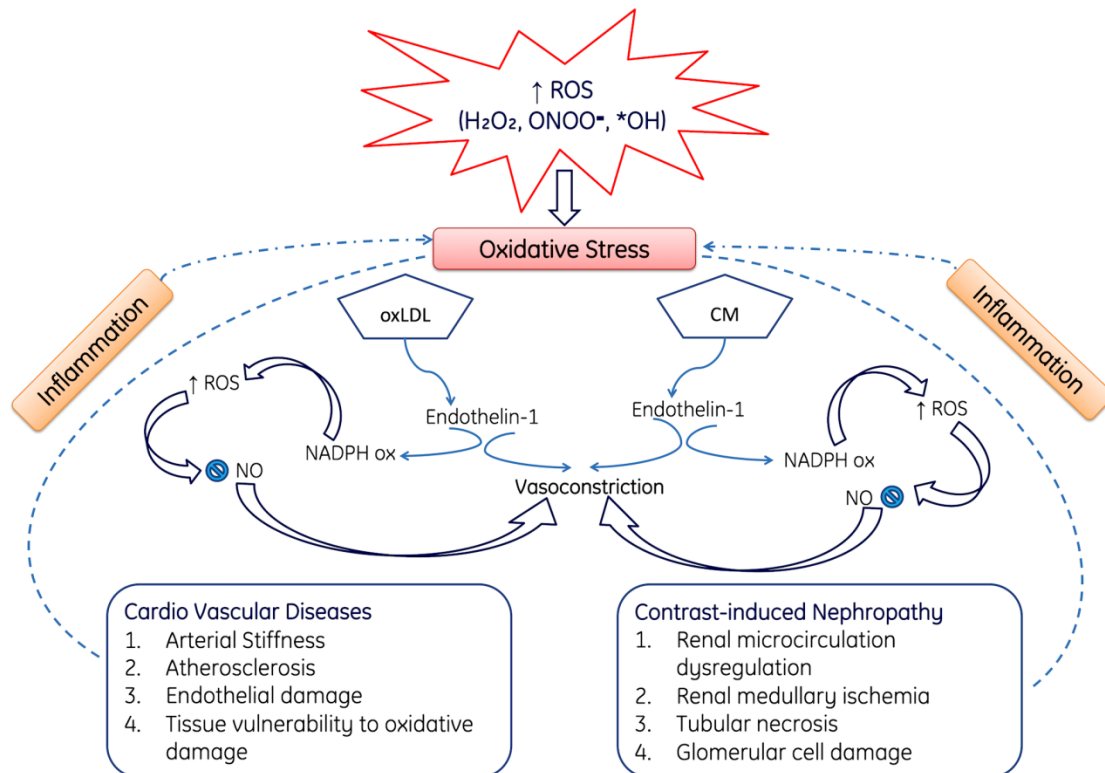 ↑ ROS
(H₂O₂, ONOO⁻, *OH)
Oxidative Stress
Inflammation
Inflammation
oxLDL
CM
↑ ROS
Endothelin-1
Endothelin-1
↑ ROS
NADPH ox
NADPH ox
NO
Vasoconstriction
NO
Cardio Vascular Diseases
1. Arterial Stiffness
2. Atherosclerosis
3. Endothelial damage
4. Tissue vulnerability to oxidative
damage
Contrast-induced Nephropathy
1. Renal microcirculation
dysregulation
2. Renal medullary ischemia
3. Tubular necrosis
4. Glomerular cell damage